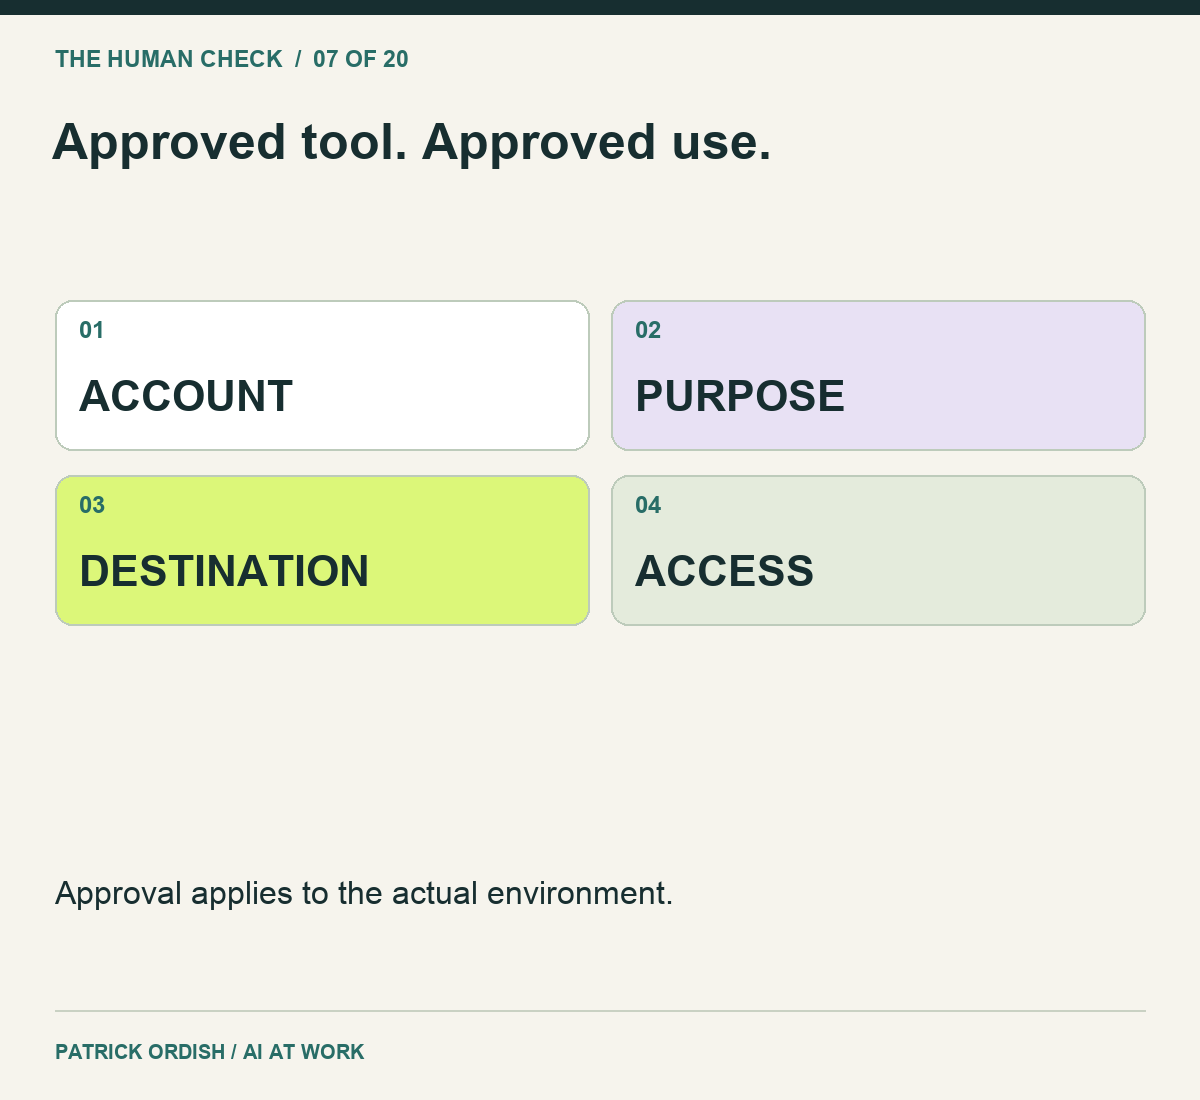 THE HUMAN CHECK / 07 OF 20
Approved tool. Approved use.
01
ACCOUNT
02
PURPOSE
03
DESTINATION
04
ACCESS
Approval applies to the actual environment.
PATRICK ORDISH / AI AT WORK